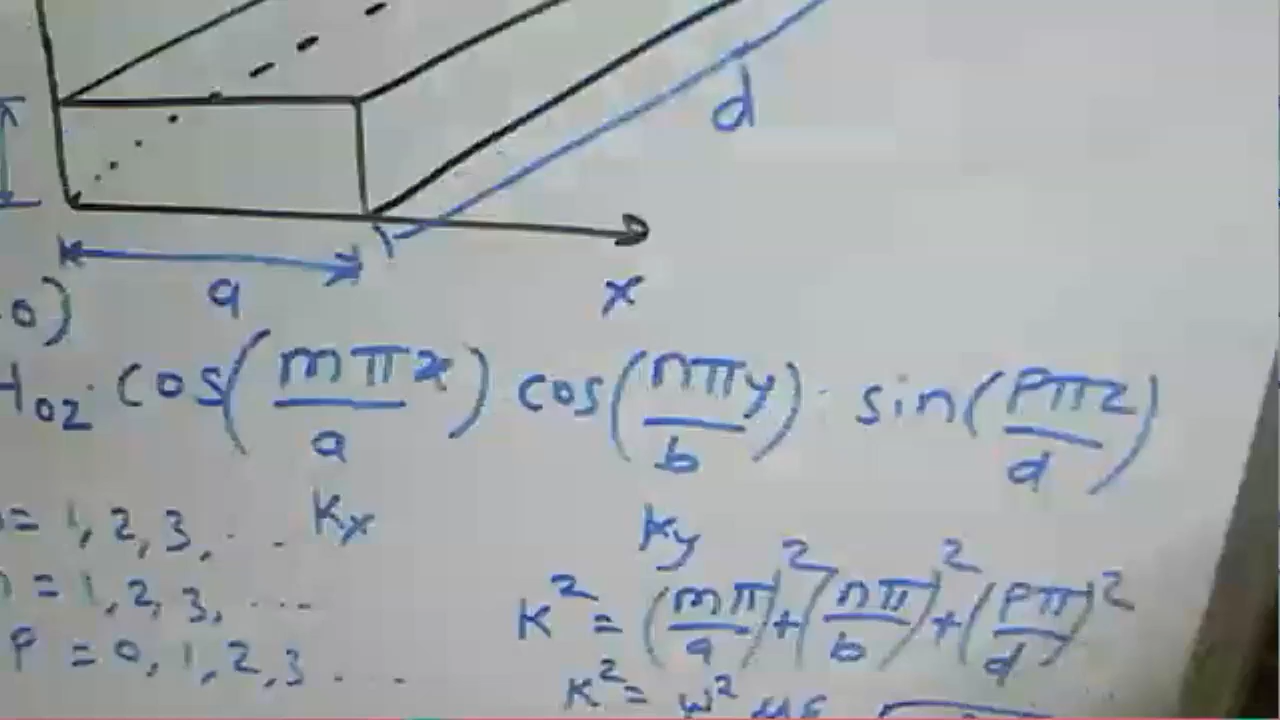 d
a
x
o)
H₀z cos(mπx/a) cos(nπy/b) · sin(pπz/d)
kx ky
= 1, 2, 3, ...
n = 1, 2, 3, ....
P = 0, 1, 2, 3 ...
K² = (mπ/a)² + (nπ/b)² + (pπ/d)²
K² = ω² με